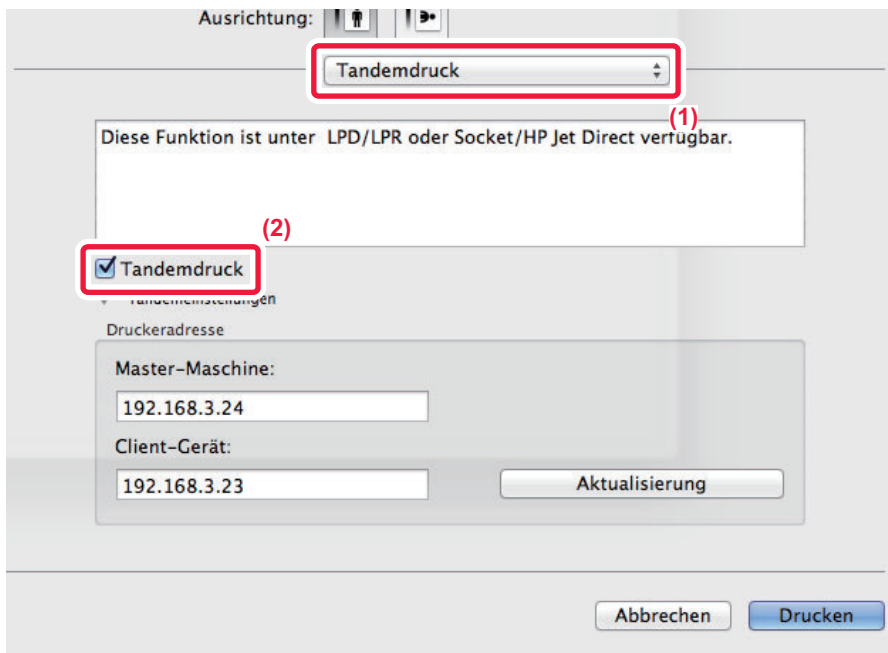 Ausrichtung:
Tandemdruck
(1)
Diese Funktion ist unter LPD/LPR oder Socket/HP Jet Direct verfügbar.
(2)
Tandemdruck
Tandemeinstellungen
Druckeradresse
Master-Maschine:
192.168.3.24
Client-Gerät:
192.168.3.23
Aktualisierung
Abbrechen
Drucken